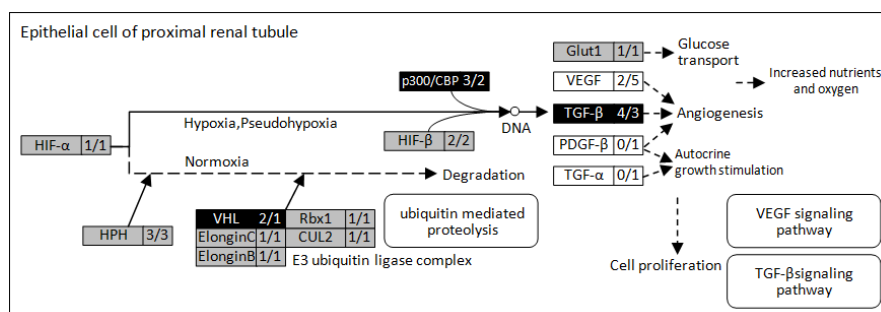 Epithelial cell of proximal renal tubule
Glut1 1/1
Glucose
transport
p300/CBP 3/2
VEGF 2/5
Increased nutrients
and oxygen
TGF-β 4/3
Angiogenesis
Hypoxia,Pseudohypoxia
DNA
HIF-α 1/1
HIF-β 2/2
PDGF-β 0/1
Normoxia
Autocrine
growth stimulation
Degradation
TGF-α 0/1
VHL 2/1 Rbx1 1/1
ubiquitin mediated
proteolysis
VEGF signaling
pathway
HPH 3/3
ElonginC 1/1 CUL2 1/1
ElonginB 1/1 E3 ubiquitin ligase complex
Cell proliferation
TGF-βsignaling
pathway